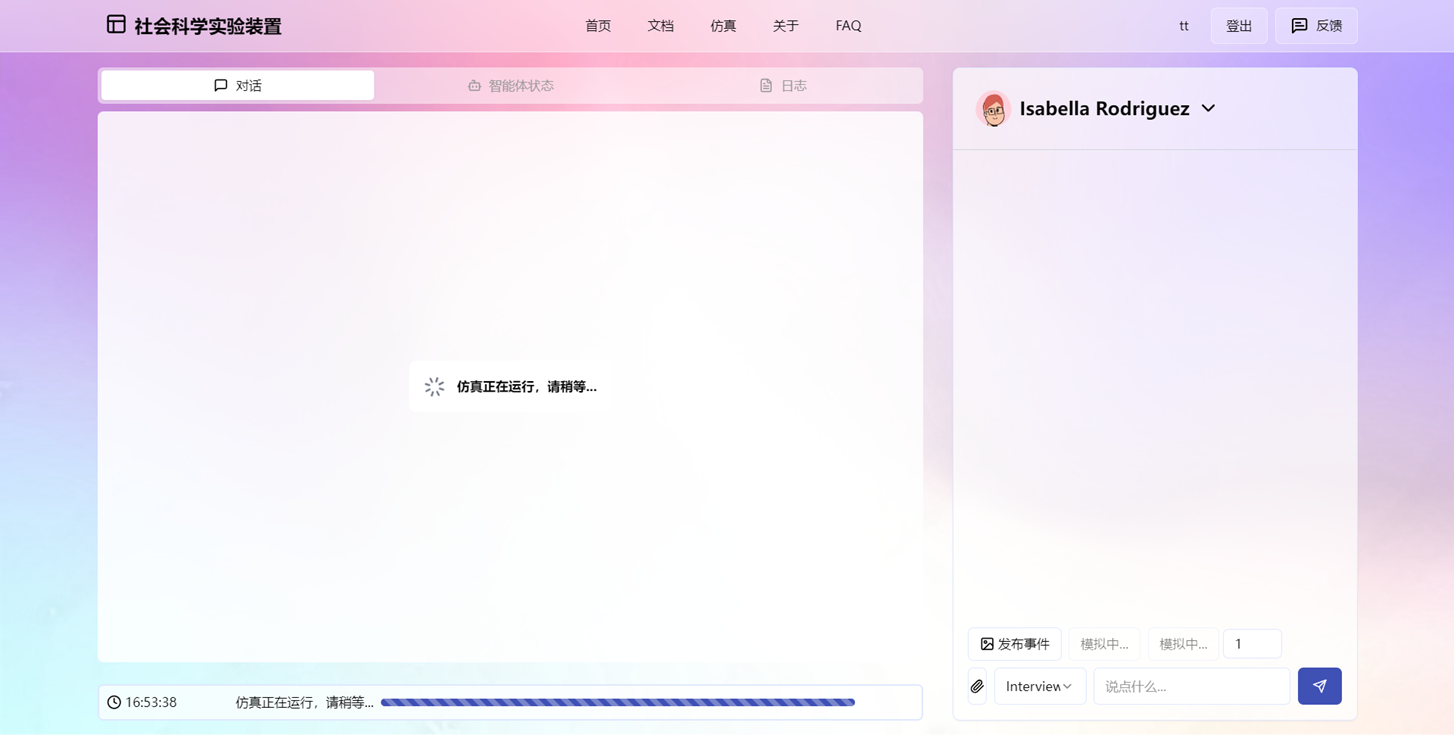 社会科学实验装置
首页 文档 仿真 关于 FAQ
tt 登出 反馈
对话 智能体状态 日志
Isabella Rodriguez
仿真正在运行，请稍等...
发布事件 模拟中... 模拟中... 1
Interview 说点什么...
16:53:38 仿真正在运行，请稍等...